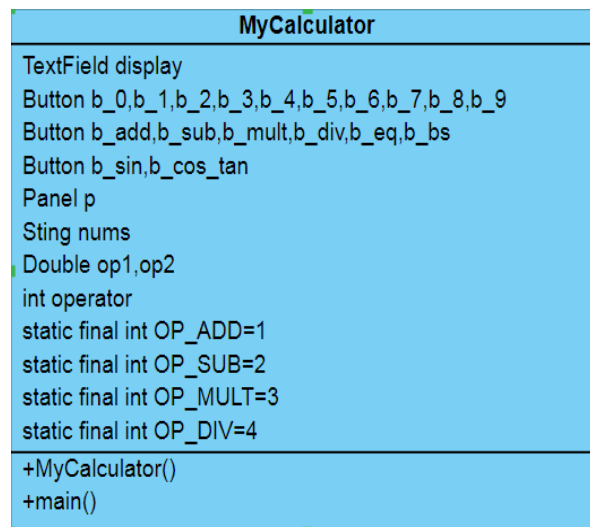 MyCalculator
TextField display
Button b_0,b_1,b_2,b_3,b_4,b_5,b_6,b_7,b_8,b_9
Button b_add,b_sub,b_mult,b_div,b_eq,b_bs
Button b_sin,b_cos_tan
Panel p
Sting nums
Double op1,op2
int operator
static final int OP_ADD=1
static final int OP_SUB=2
static final int OP_MULT=3
static final int OP_DIV=4
+MyCalculator()
+main()